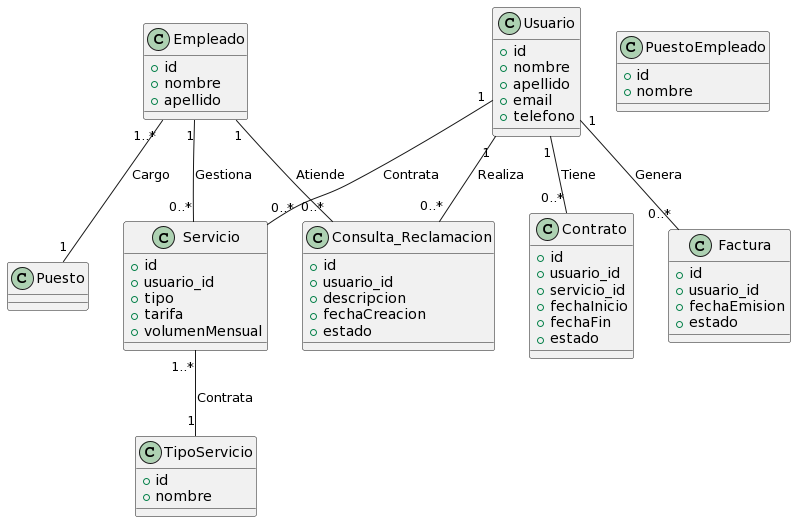 C Empleado
id
nombre
apellido
C Usuario
id
nombre
apellido
email
telefono
C PuestoEmpleado
id
nombre
1..*
1
1
1
1
1
1
Cargo
Gestiona
Atiende
Contrata
Realiza
Tiene
Genera
1
0..*
0..*
0..*
0..*
0..*
0..*
C Puesto
C Servicio
id
usuario_id
tipo
tarifa
volumenMensual
C Consulta_Reclamacion
id
usuario_id
descripcion
fechaCreacion
estado
C Contrato
id
usuario_id
servicio_id
fechaInicio
fechaFin
estado
C Factura
id
usuario_id
fechaEmision
estado
1..*
Contrata
1
C TipoServicio
id
nombre